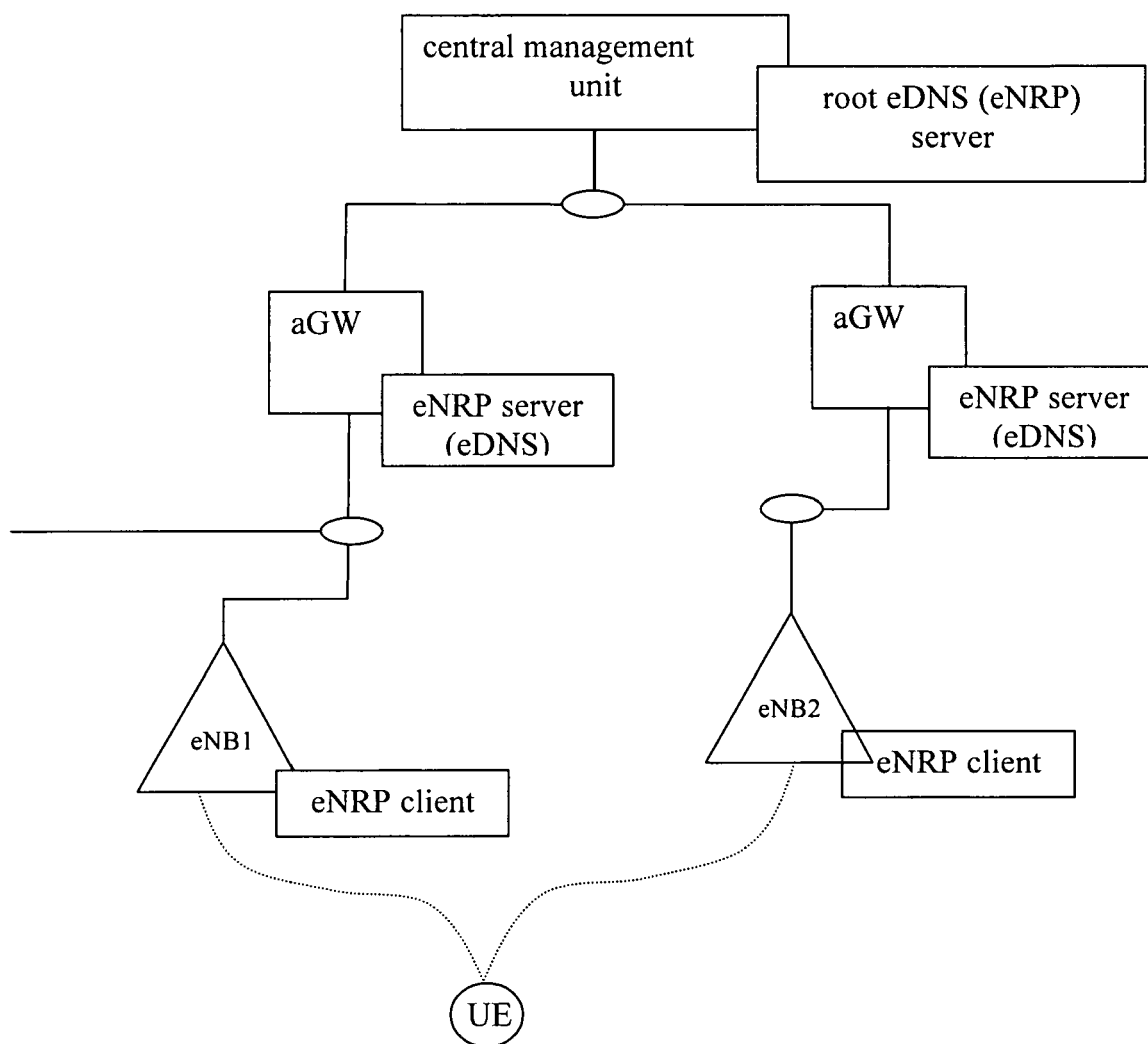 central management
unit
root eDNS (eNRP)
server
aGW
eNRP server
(eDNS)
aGW
eNRP server
(eDNS)
eNB1
eNRP client
eNB2
eNRP client
UE